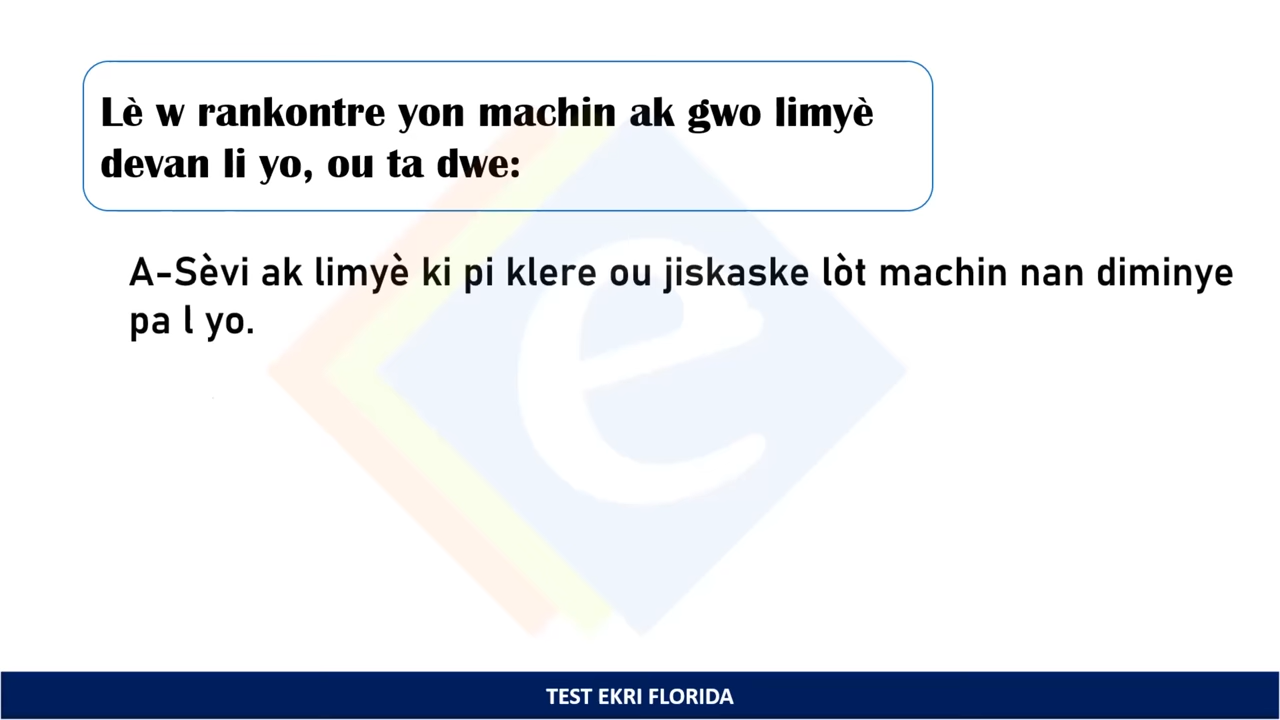 Lè w rankontre yon machin ak gwo limyè
devan li yo, ou ta dwe:
A-Sèvi ak limyè ki pi klere ou jiskaske lòt machin nan diminye
pa l yo.
e
TEST EKRI FLORIDA